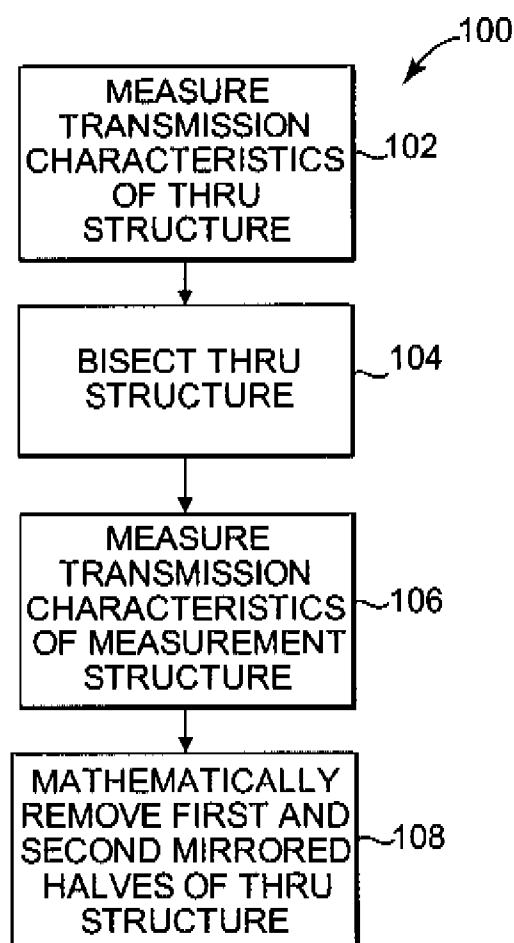 100
MEASURE
TRANSMISSION
CHARACTERISTICS
OF THRU
STRUCTURE
102
BISECT THRU
STRUCTURE
104
MEASURE
TRANSMISSION
CHARACTERISTICS
OF MEASUREMENT
STRUCTURE
106
MATHEMATICALLY
REMOVE FIRST AND
SECOND MIRRORED
HALVES OF THRU
STRUCTURE
108